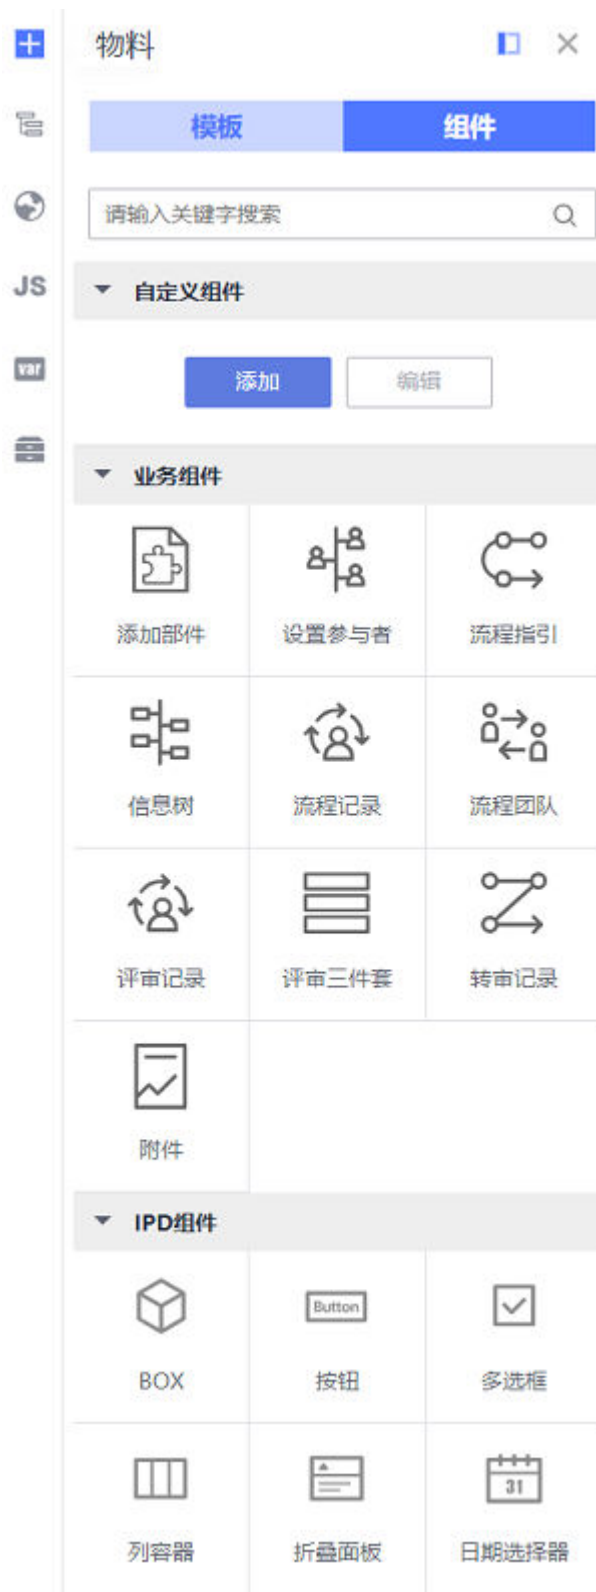 物料
模板 组件
请输入关键字搜索
JS
自定义组件
var
添加 编辑
业务组件
添加部件 设置参与者 流程指引
信息树 流程记录 流程团队
评审记录 评审三件套 转审记录
附件
IPD组件
Button
BOX 按钮 多选框
31
列容器 折叠面板 日期选择器